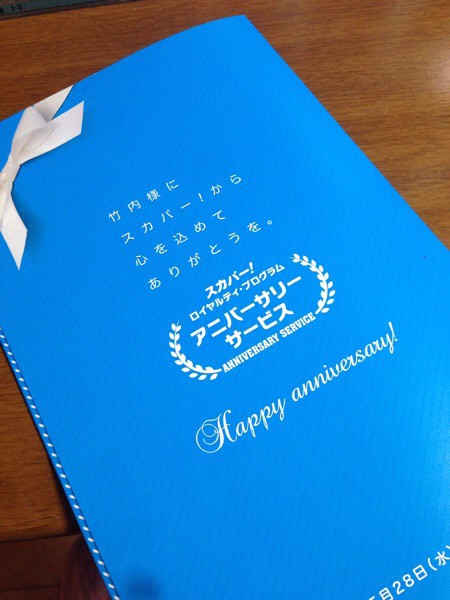 竹内様に
スカパー!から
心を込めて
ありがとうを。
スカパー!
ロイヤルティ・プログラム
アニバーサリー
サービス
ANNIVERSARY SERVICE
Happy anniversary!
月28日(水)